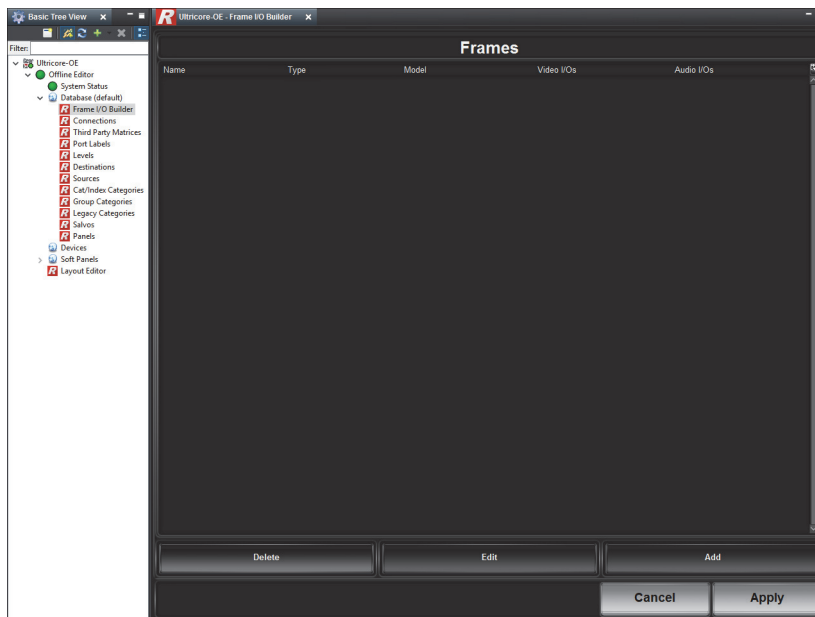 Basic Tree View
Filter:
Ultricore-OE
Offline Editor
System Status
Database (default)
Frame I/O Builder
Connections
Third Party Matrices
Port Labels
Levels
Destinations
Sources
Cat/Index Categories
Group Categories
Legacy Categories
Salvos
Panels
Devices
Soft Panels
Layout Editor
Ultricore-OE - Frame I/O Builder
Frames
Name Type Model Video I/Os Audio I/Os
Delete Edit Add
Cancel Apply